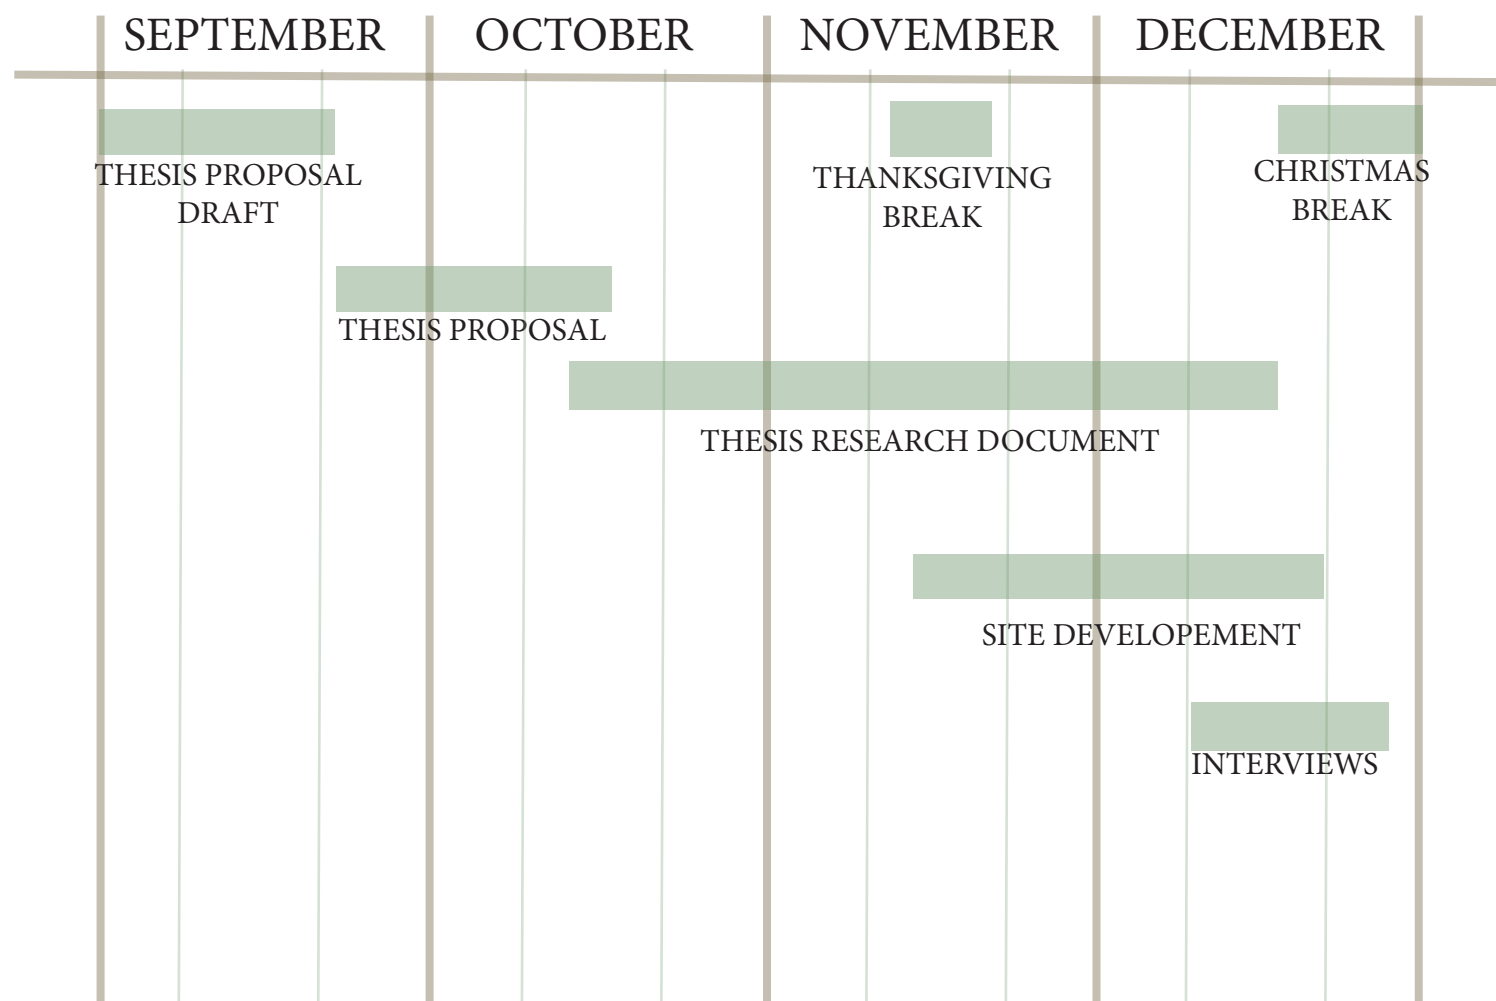 SEPTEMBER
OCTOBER
NOVEMBER
DECEMBER
THESIS PROPOSAL
DRAFT
THANKSGIVING
BREAK
CHRISTMAS
BREAK
THESIS PROPOSAL
THESIS RESEARCH DOCUMENT
SITE DEVELOPEMENT
INTERVIEWS